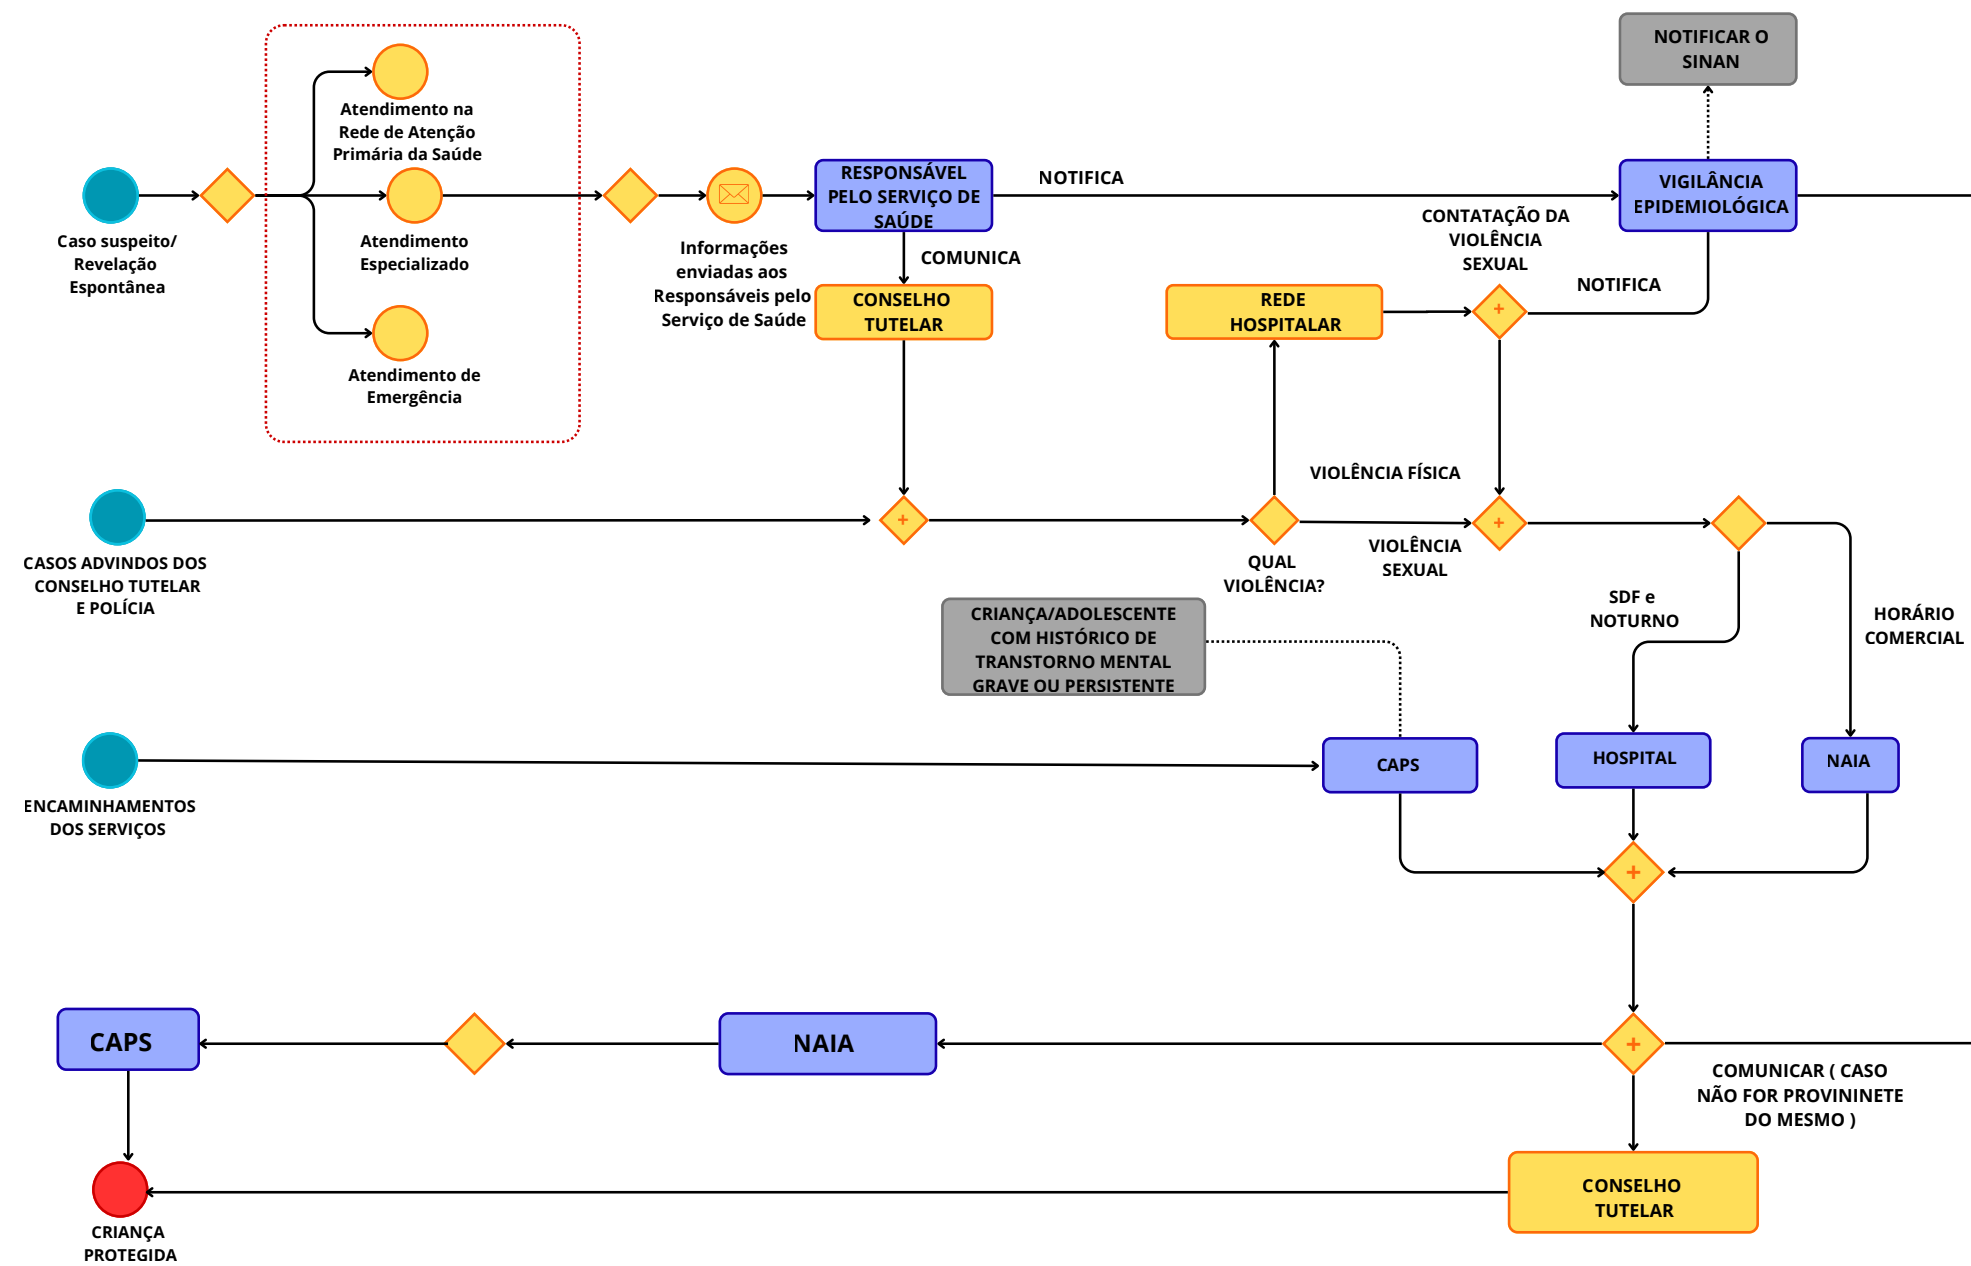 NOTIFICAR O
SINAN
Atendimento na
Rede de Atenção
Primária da Saúde
Caso suspeito/
Revelação
Espontânea
Atendimento
Especializado
Atendimento de
Emergência
Informações
enviadas aos
Responsáveis pelo
Serviço de Saúde
RESPONSÁVEL
PELO SERVIÇO DE
SAÚDE
NOTIFICA
COMUNICA
CONSELHO
TUTELAR
VIGILÂNCIA
EPIDEMIOLÓGICA
CONTATAÇÃO DA
VIOLÊNCIA
SEXUAL
NOTIFICA
REDE
HOSPITALAR
VIOLÊNCIA FÍSICA
CASOS ADVINDOS DOS
CONSELHO TUTELAR
E POLÍCIA
QUAL
VIOLÊNCIA?
VIOLÊNCIA
SEXUAL
SDF e
NOTURNO
HORÁRIO
COMERCIAL
CRIANÇA/ADOLESCENTE
COM HISTÓRICO DE
TRANSTORNO MENTAL
GRAVE OU PERSISTENTE
ENCAMINHAMENTOS
DOS SERVIÇOS
CAPS
HOSPITAL
NAIA
CAPS
NAIA
COMUNICAR ( CASO
NÃO FOR PROVININETE
DO MESMO )
CONSELHO
TUTELAR
CRIANÇA
PROTEGIDA